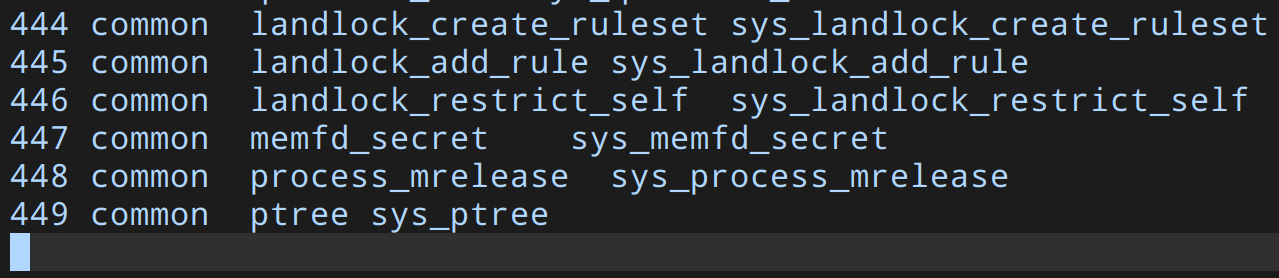 444 common  landlock_create_ruleset sys_landlock_create_ruleset
445 common  landlock_add_rule sys_landlock_add_rule
446 common  landlock_restrict_self  sys_landlock_restrict_self
447 common  memfd_secret    sys_memfd_secret
448 common  process_mrelease  sys_process_mrelease
449 common  ptree sys_ptree